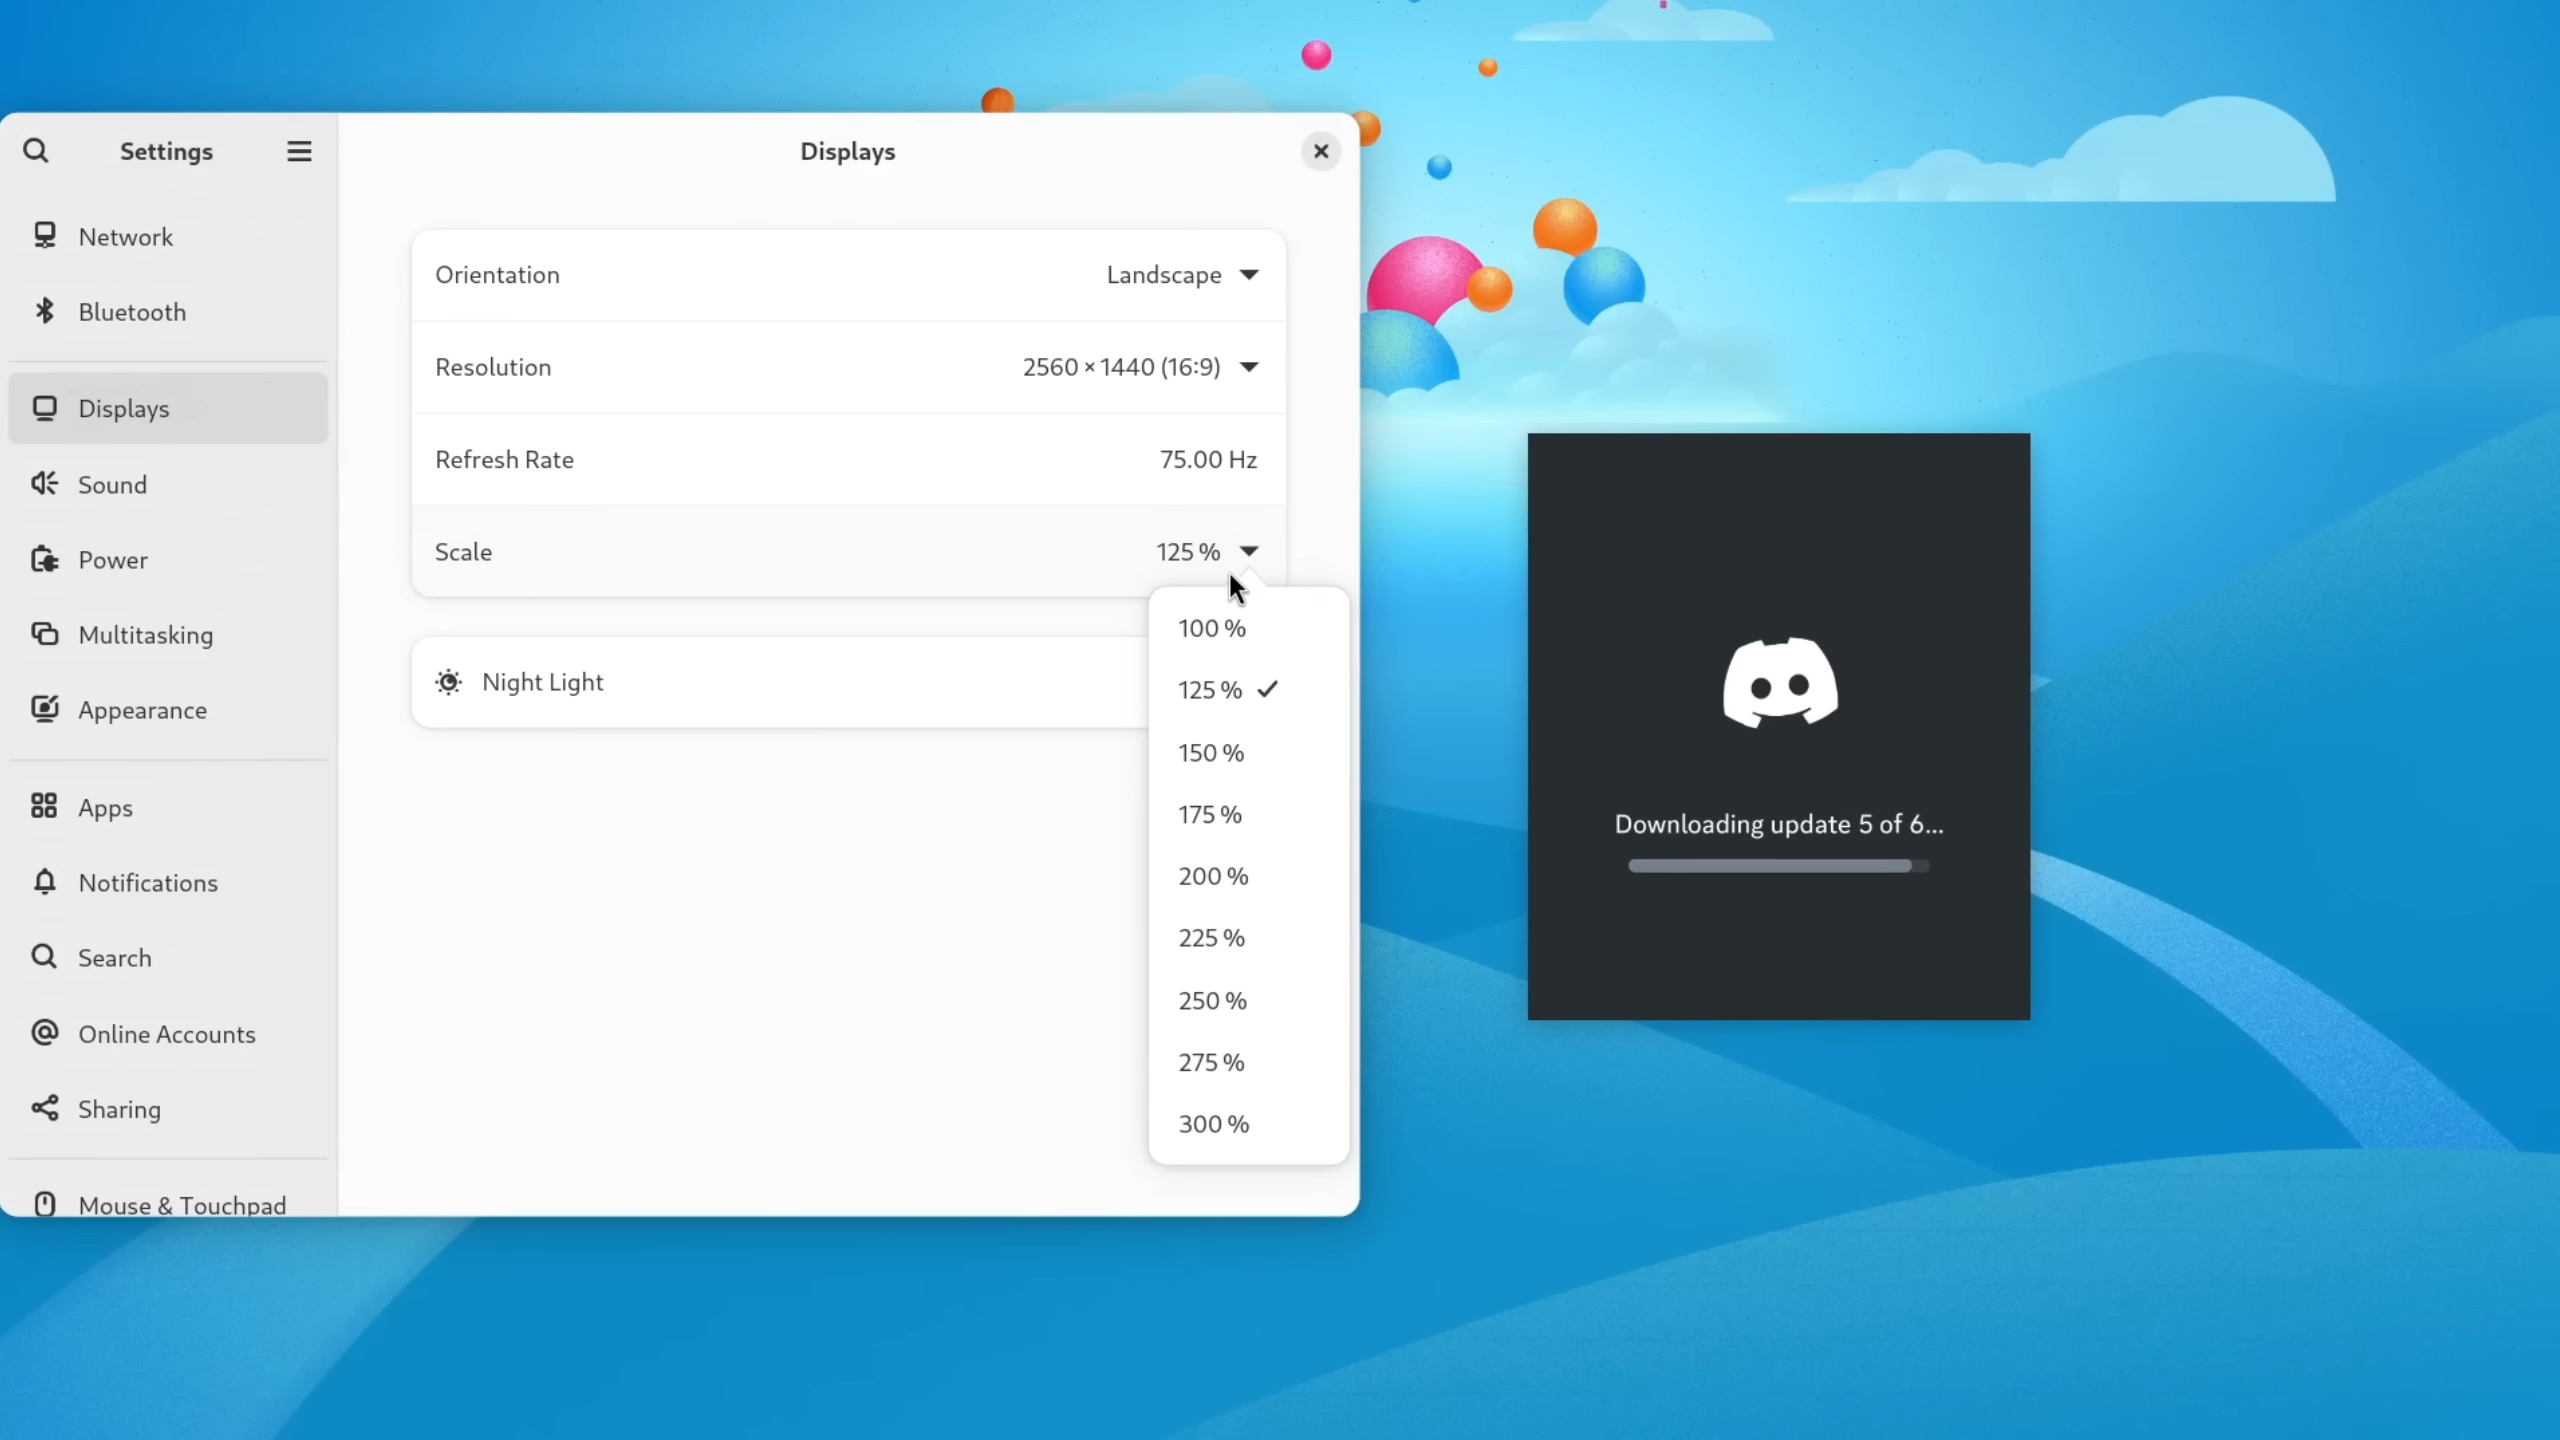 Settings
Network
Bluetooth
Displays
Sound
Power
Multitasking
Appearance
Apps
Notifications
Search
Online Accounts
Sharing
Mouse & Touchpad
Displays
Orientation
Landscape
Resolution
2560 × 1440 (16:9)
Refresh Rate
75.00 Hz
Scale
125 %
Night Light
100 %
125 %
150 %
175 %
200 %
225 %
250 %
275 %
300 %
Downloading update 5 of 6...